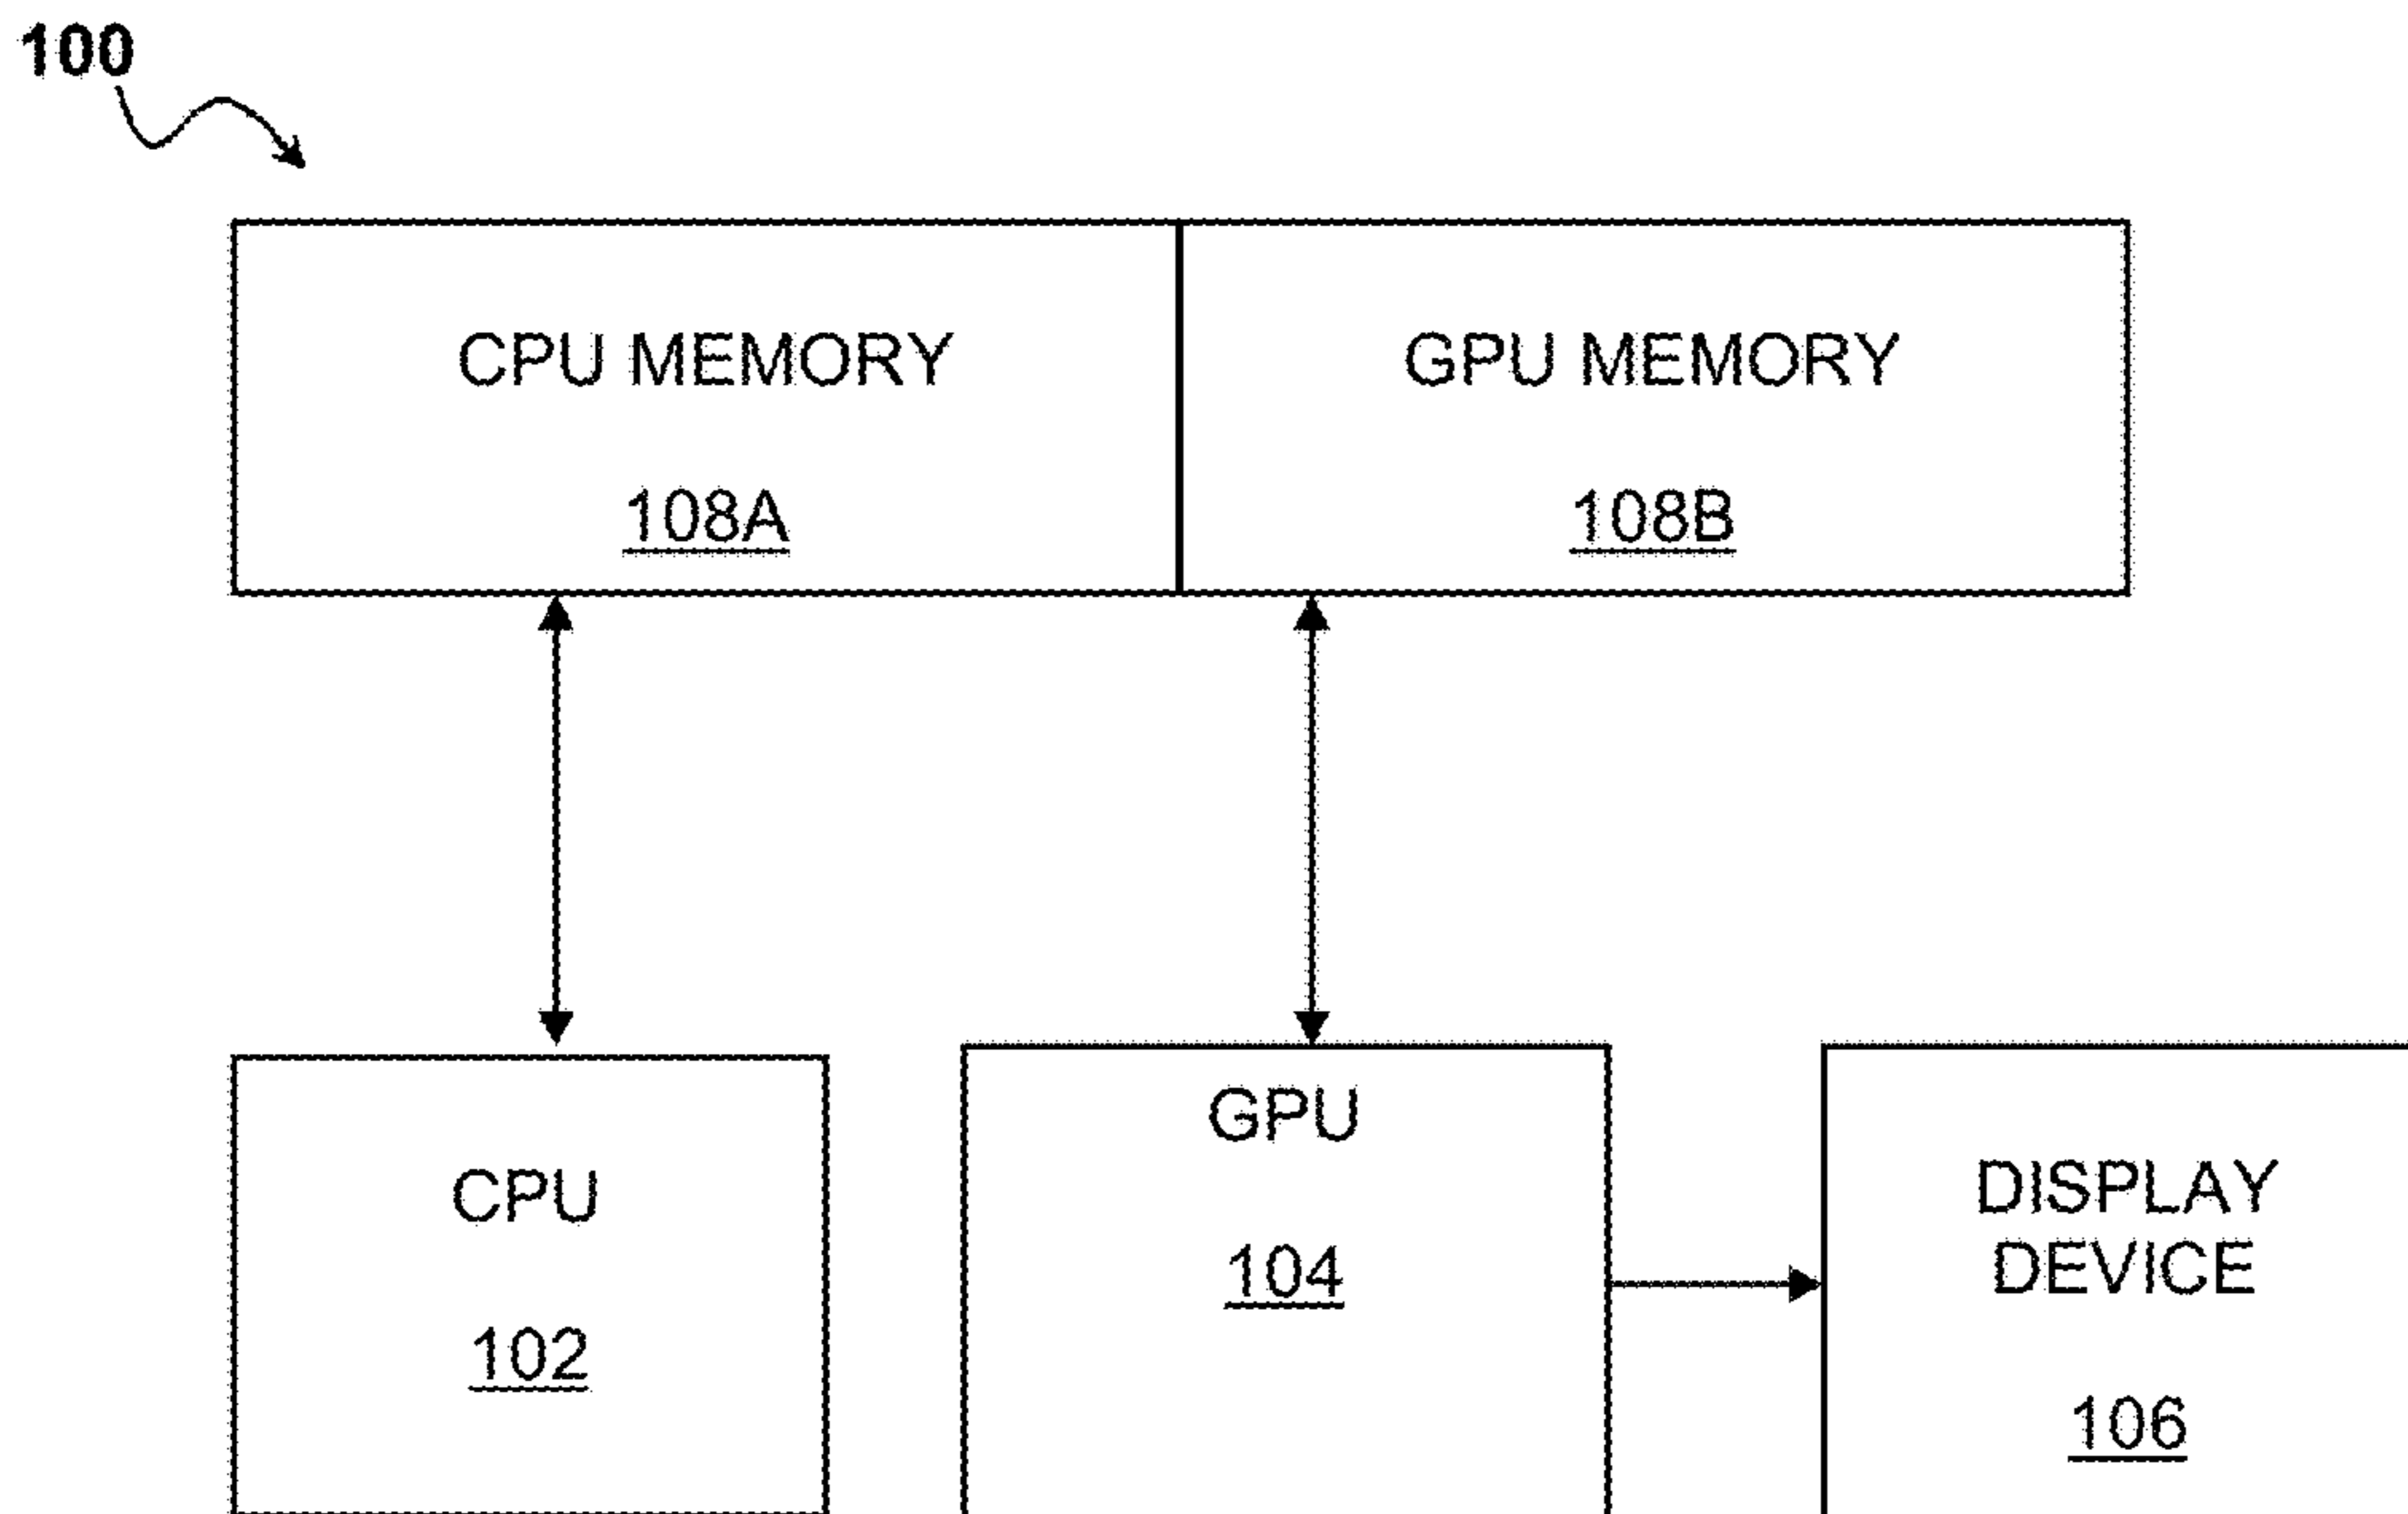 100
CPU MEMORY
108A
GPU MEMORY
108B
CPU
102
GPU
104
DISPLAY
DEVICE
106